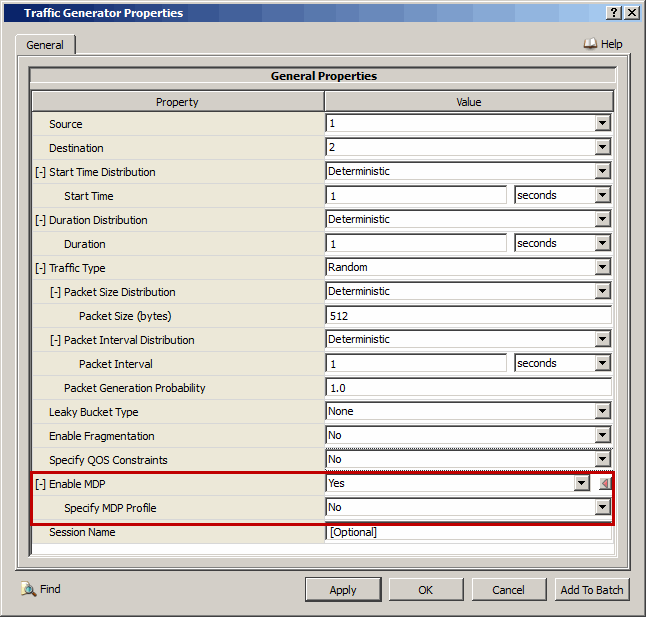 Traffic Generator Properties
General
Help
General Properties
Property Value
Source 1
Destination 2
[-] Start Time Distribution Deterministic
Start Time 1 seconds
[-] Duration Distribution Deterministic
Duration 1 seconds
[-] Traffic Type Random
[-] Packet Size Distribution Deterministic
Packet Size (bytes) 512
[-] Packet Interval Distribution Deterministic
Packet Interval 1 seconds
Packet Generation Probability 1.0
Leaky Bucket Type None
Enable Fragmentation No
Specify QOS Constraints No
[-] Enable MDP Yes
Specify MDP Profile No
Session Name [Optional]
Find Apply OK Cancel Add To Batch